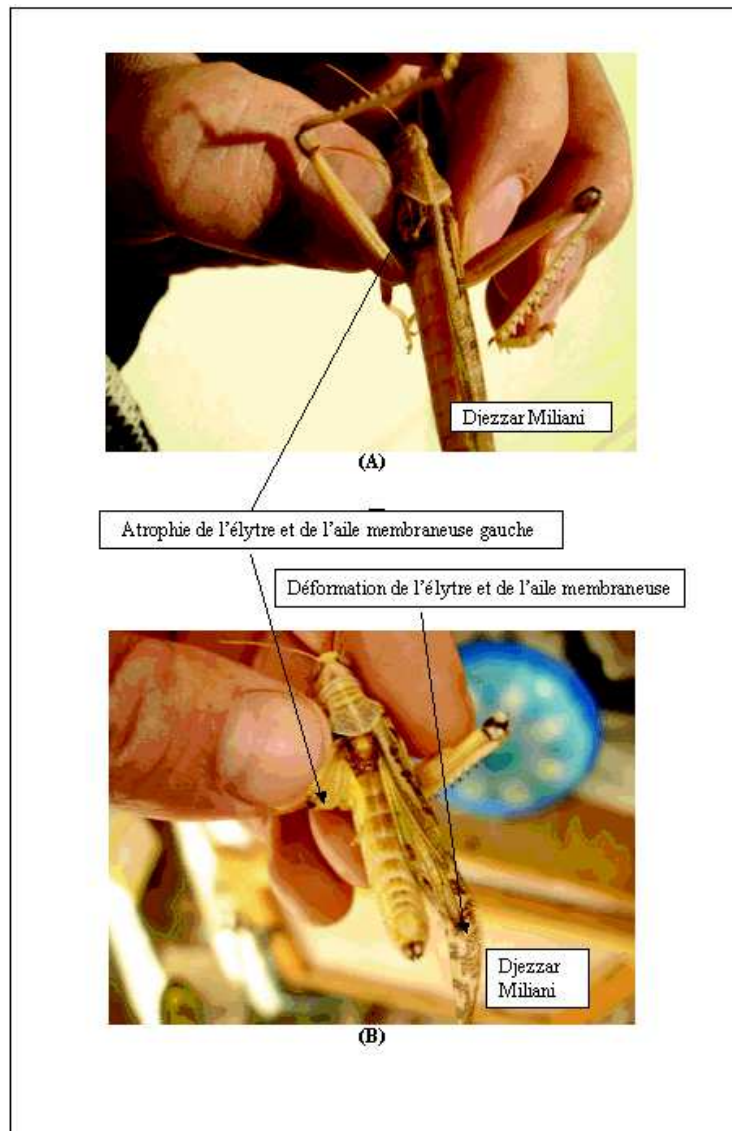 Djezzar Miliani
(A)
Atrophie de l'élytre et de l'aile membraneuse gauche
Déformation de l'élytre et de l'aile membraneuse
Djezzar
Miliani
(B)